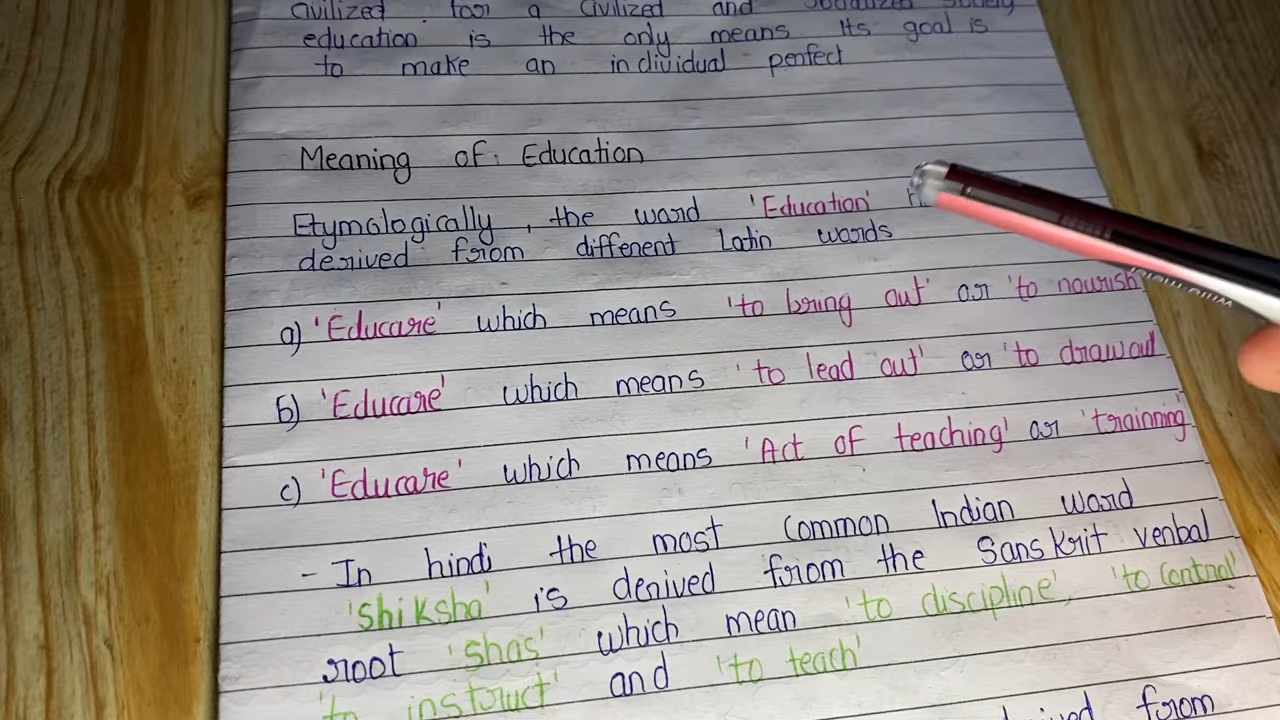 civilized. for a civilized and
education is the only means Its goal is
to make an individual perfect
Meaning of Education
Etymologically, the word 'Education'
derived from different Latin words
a) 'Educare' which means 'to bring out' or 'to nourish'
b) 'Educare' which means 'to lead out' or 'to draw out
c) 'Educare' which means 'Act of teaching' or 'trainning'
- In hindi the most common Indian word
'shiksha' is derived from the Sanskrit verbal
root 'shas' which mean 'to discipline', 'to control'
'to instruct' and 'to teach'
from